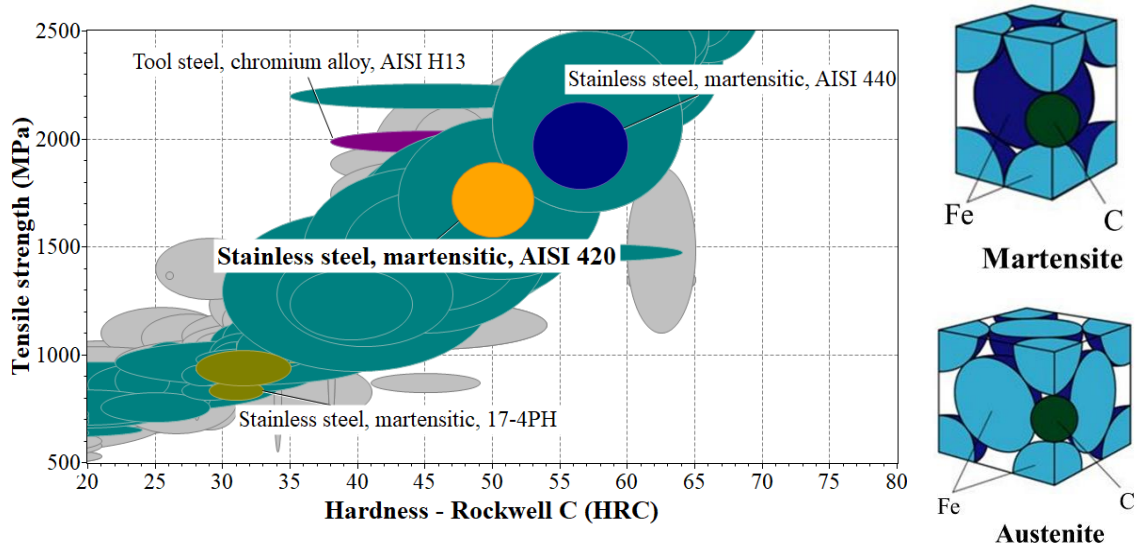 2500
2000
1500
1000
500
Tensile strength (MPa)
Tool steel, chromium alloy, AISI H13
Stainless steel, martensitic, AISI 440
Stainless steel, martensitic, AISI 420
Stainless steel, martensitic, 17-4PH
20 25 30 35 40 45 50 55 60 65 70 75 80
Hardness - Rockwell C (HRC)
Fe C
Martensite
Fe C
Austenite